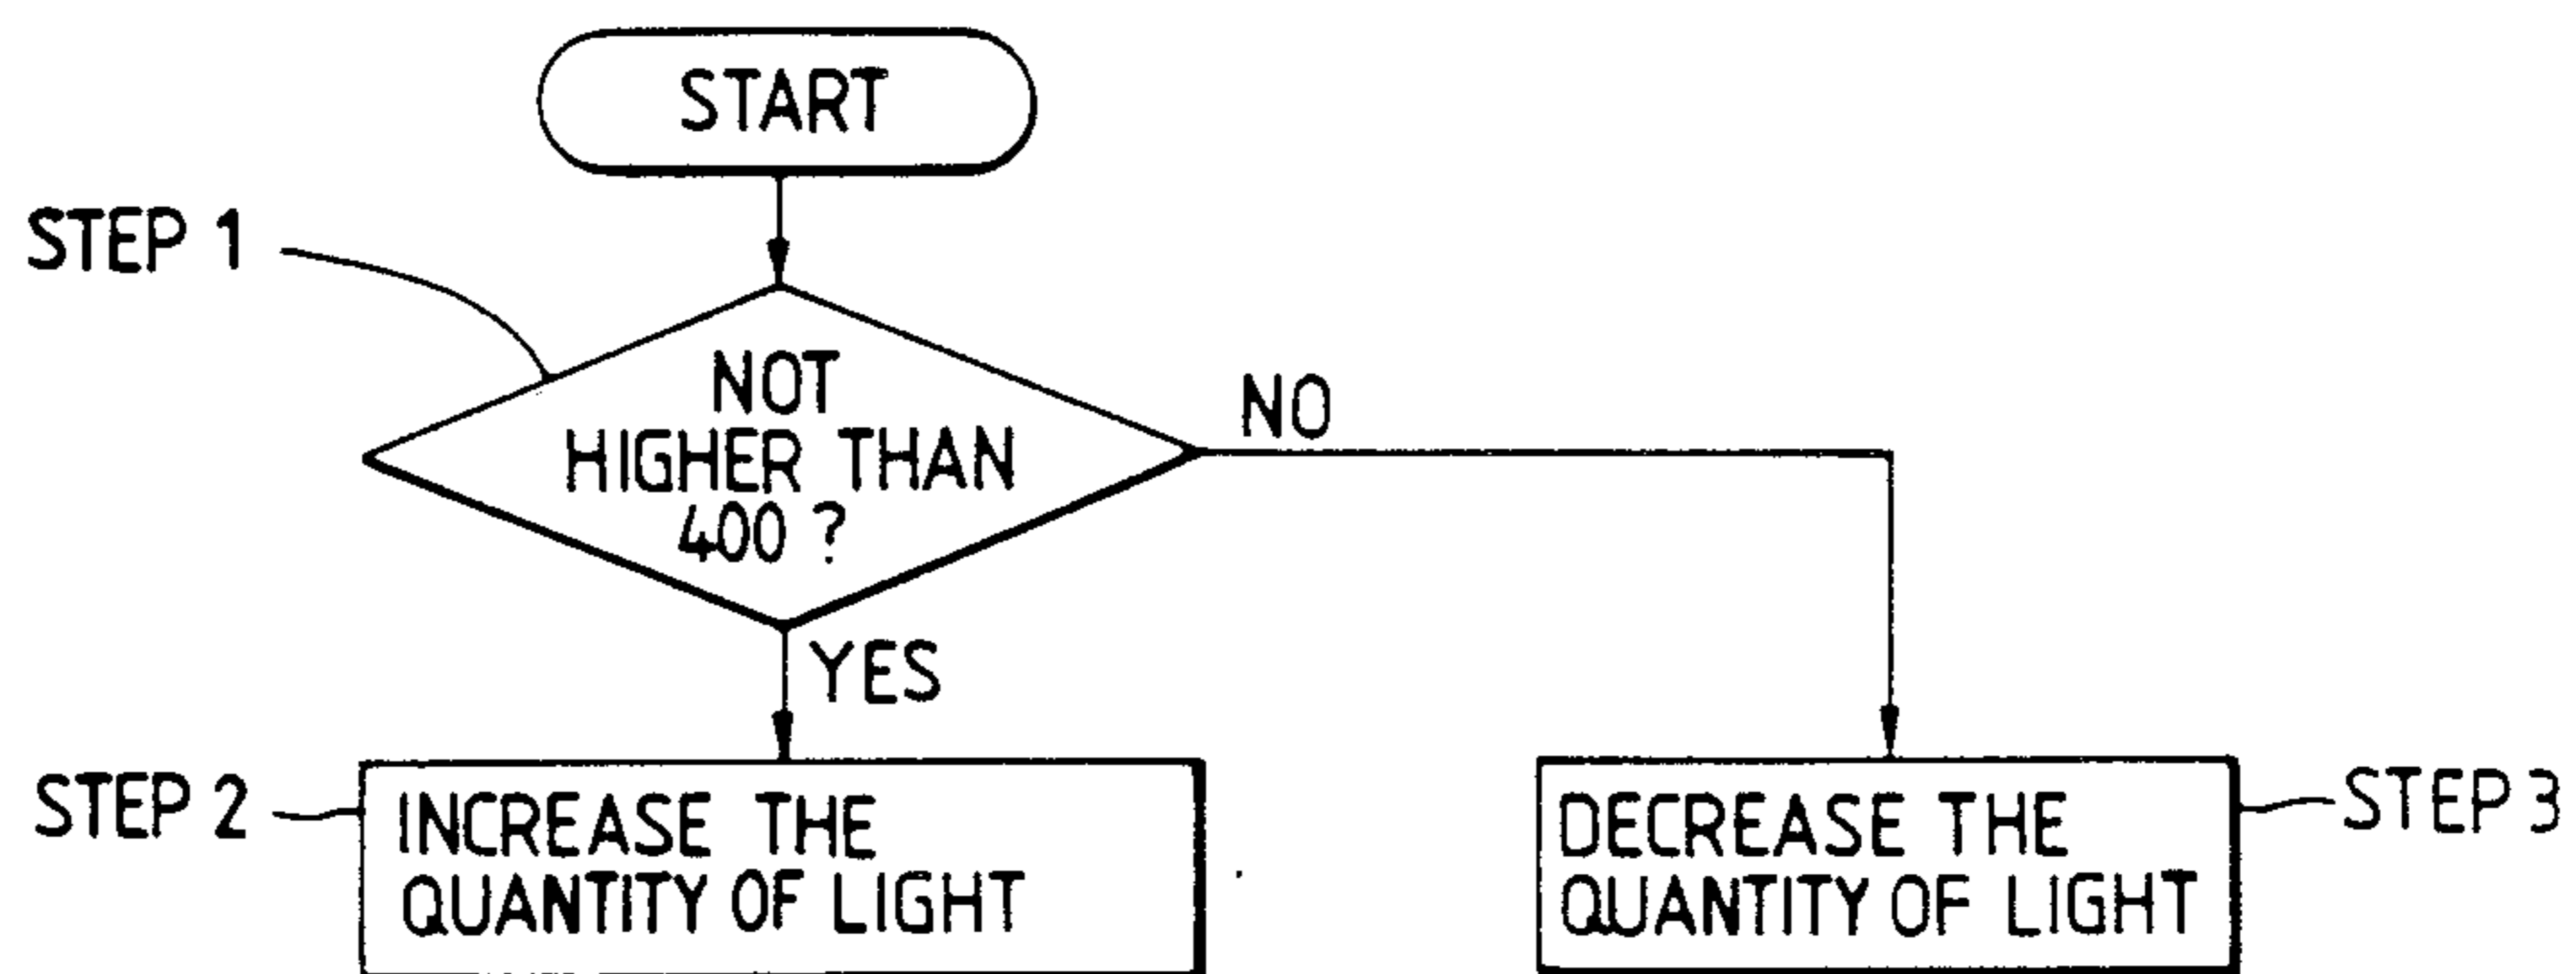 START
STEP 1
NOT
HIGHER THAN
400 ?
NO
YES
STEP 2
INCREASE THE
QUANTITY OF LIGHT
DECREASE THE
QUANTITY OF LIGHT
STEP 3